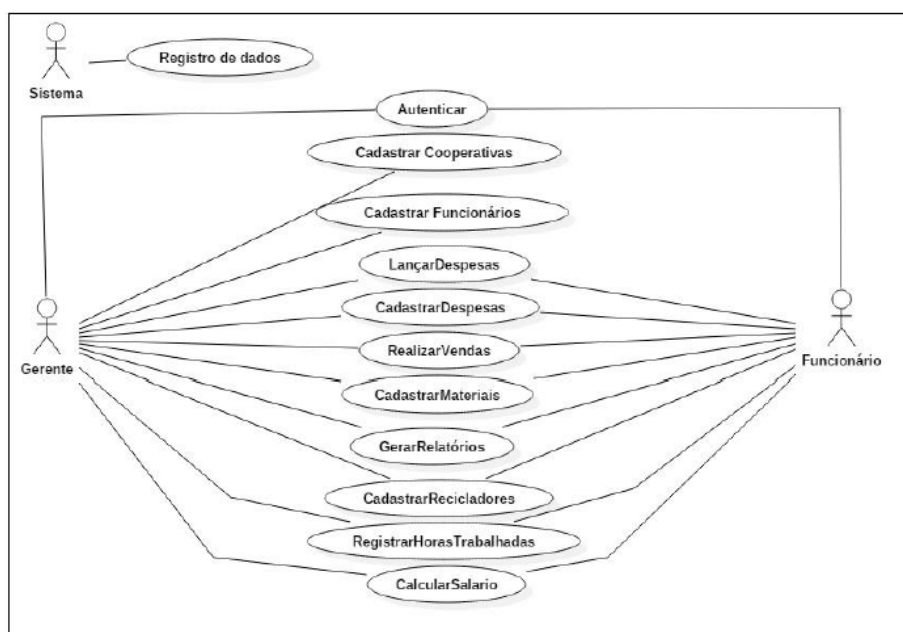 Registro de dados
Sistema
Autenticar
Cadastrar Cooperativas
Cadastrar Funcionários
LançarDespesas
CadastrarDespesas
RealizarVendas
Gerente
Funcionário
CadastrarMateriais
GerarRelatórios
CadastrarRecicladores
RegistrarHorasTrabalhadas
CalcularSalario